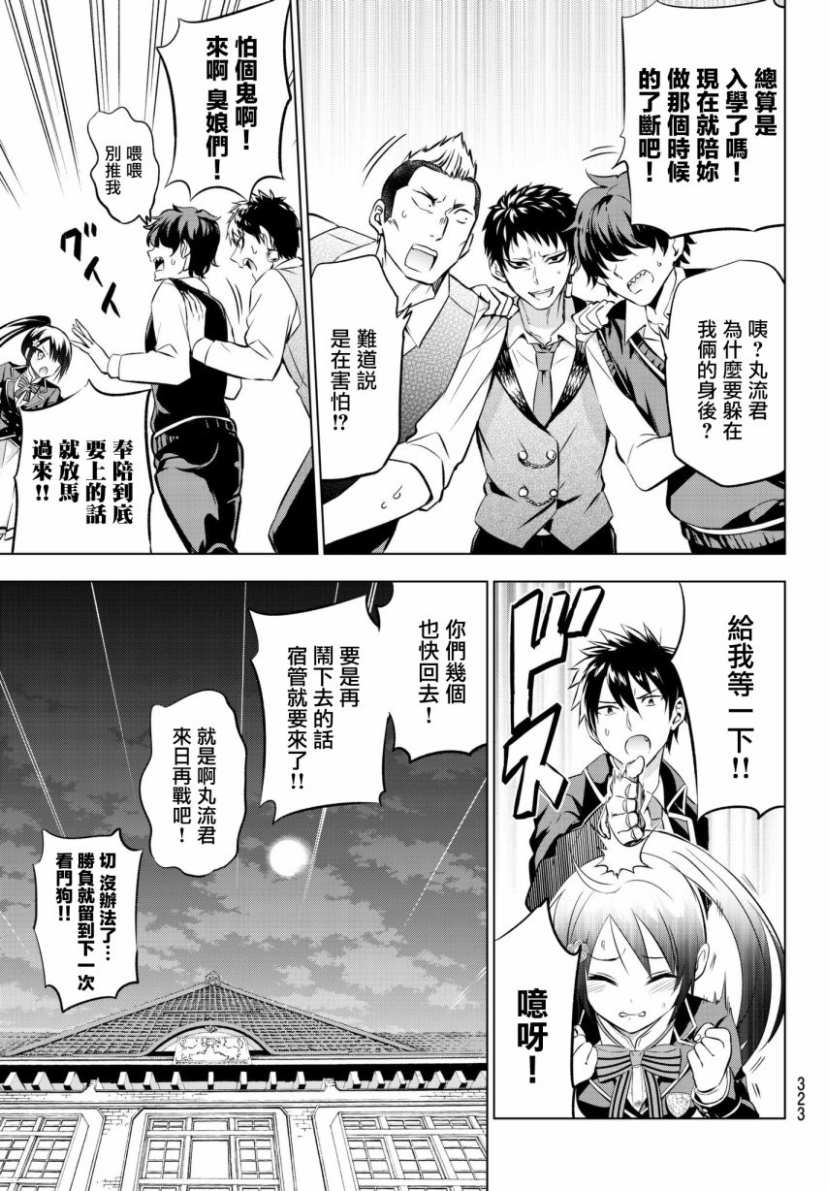 總算是
入學了嗎！
現在就陪妳
做那個時候
的了斷吧！
咦？丸流君
為什麼要躲在
我倆的身後？
難道說
是在害怕!?
怕個鬼啊！
來啊 臭娘們！
喂喂
別推我
グイグイ
奉陪到底
要上的話
就放馬
過來!!
給我等一下!!
ドス
噫呀！
你們幾個
也快回去！
要是再
鬧下去的話
宿管就要來了!!
就是啊丸流君
來日再戰吧！
切 沒辦法了…
勝負就留到下一次
看門狗!!
323